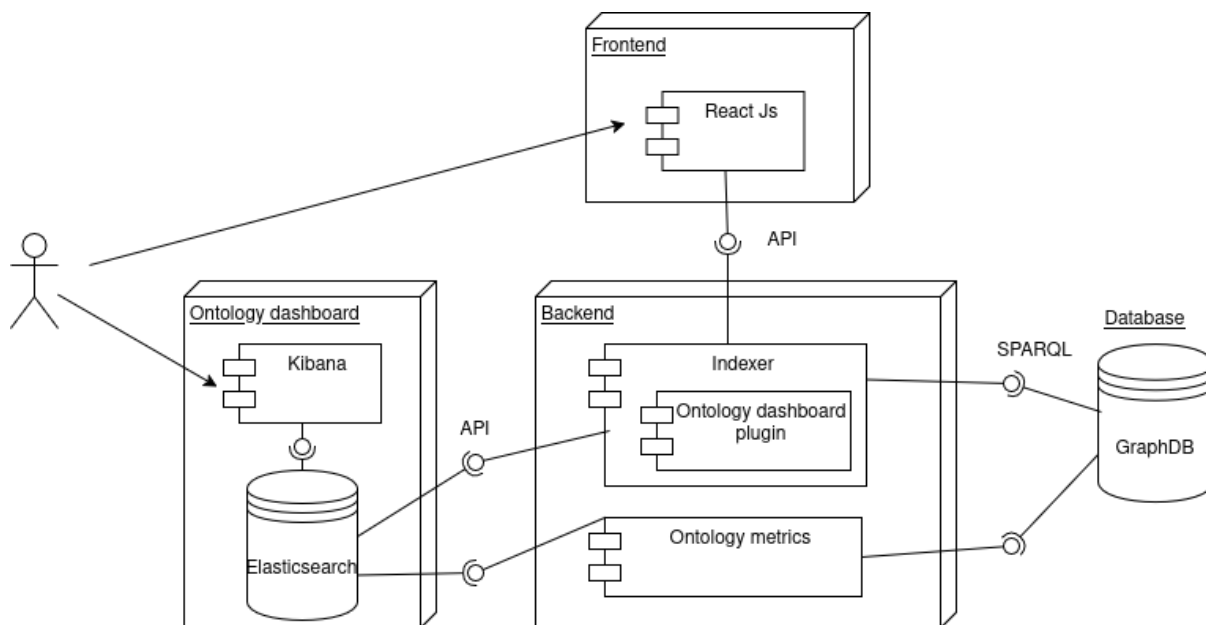 Frontend
React Js
API
Ontology dashboard
Kibana
API
Elasticsearch
Backend
Indexer
Ontology dashboard
plugin
Ontology metrics
SPARQL
Database
GraphDB